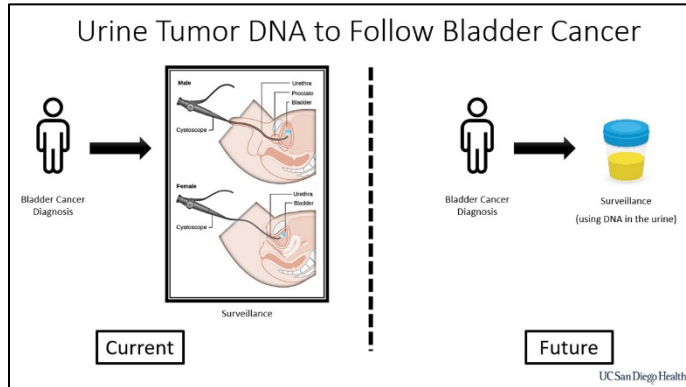 Urine Tumor DNA to Follow Bladder Cancer
Bladder Cancer
Diagnosis
Male
Urethra
Prostate
Bladder
Cystoscope
Female
Urethra
Bladder
Cystoscope
Surveillance
Current
Bladder Cancer
Diagnosis
Surveillance
(using DNA in the urine)
Future
UC San Diego Health